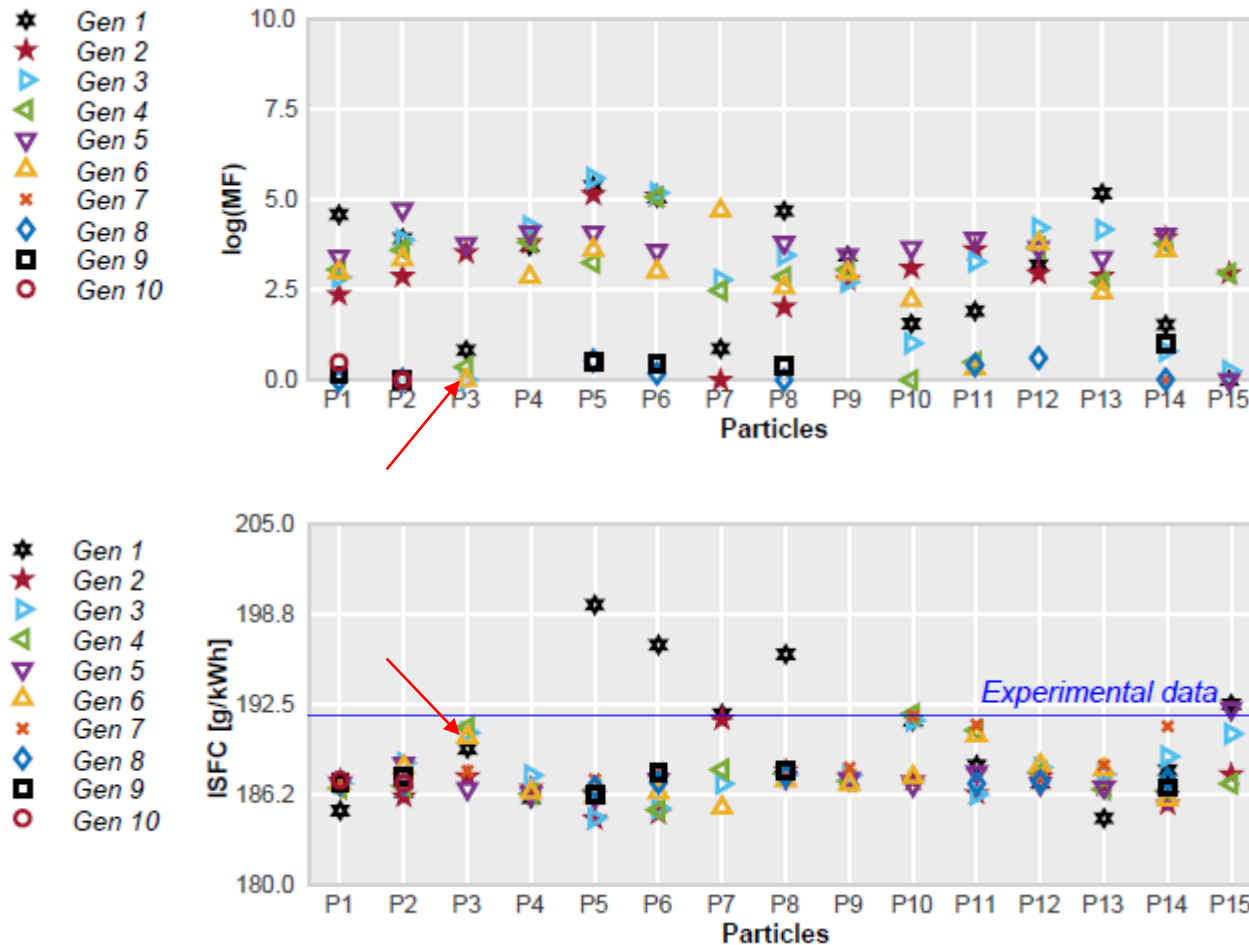 Gen 1
Gen 2
Gen 3
Gen 4
Gen 5
Gen 6
Gen 7
Gen 8
Gen 9
Gen 10
log(MF)
10.0
7.5
5.0
2.5
0.0
P1 P2 P3 P4 P5 P6 P7 P8 P9 P10 P11 P12 P13 P14 P15
Particles
Gen 1
Gen 2
Gen 3
Gen 4
Gen 5
Gen 6
Gen 7
Gen 8
Gen 9
Gen 10
ISFC [g/kWh]
205.0
198.8
192.5
186.2
180.0
Experimental data
P1 P2 P3 P4 P5 P6 P7 P8 P9 P10 P11 P12 P13 P14 P15
Particles